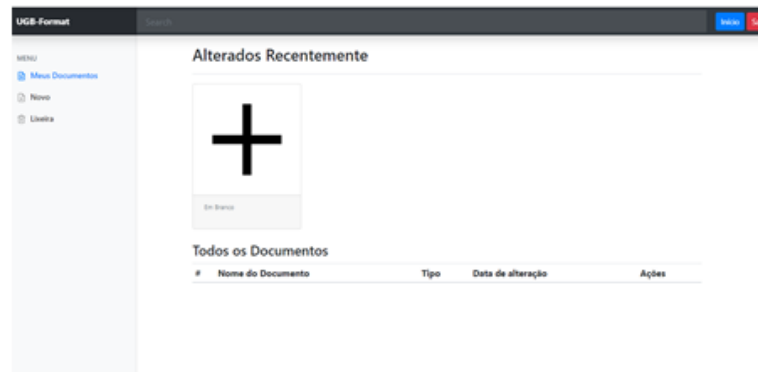 UGB-Format
Search
Início
MENU
Meus Documentos
Novo
Lixeira
Alterados Recentemente
Em Branco
Todos os Documentos
# Nome do Documento Tipo Data de alteração Ações